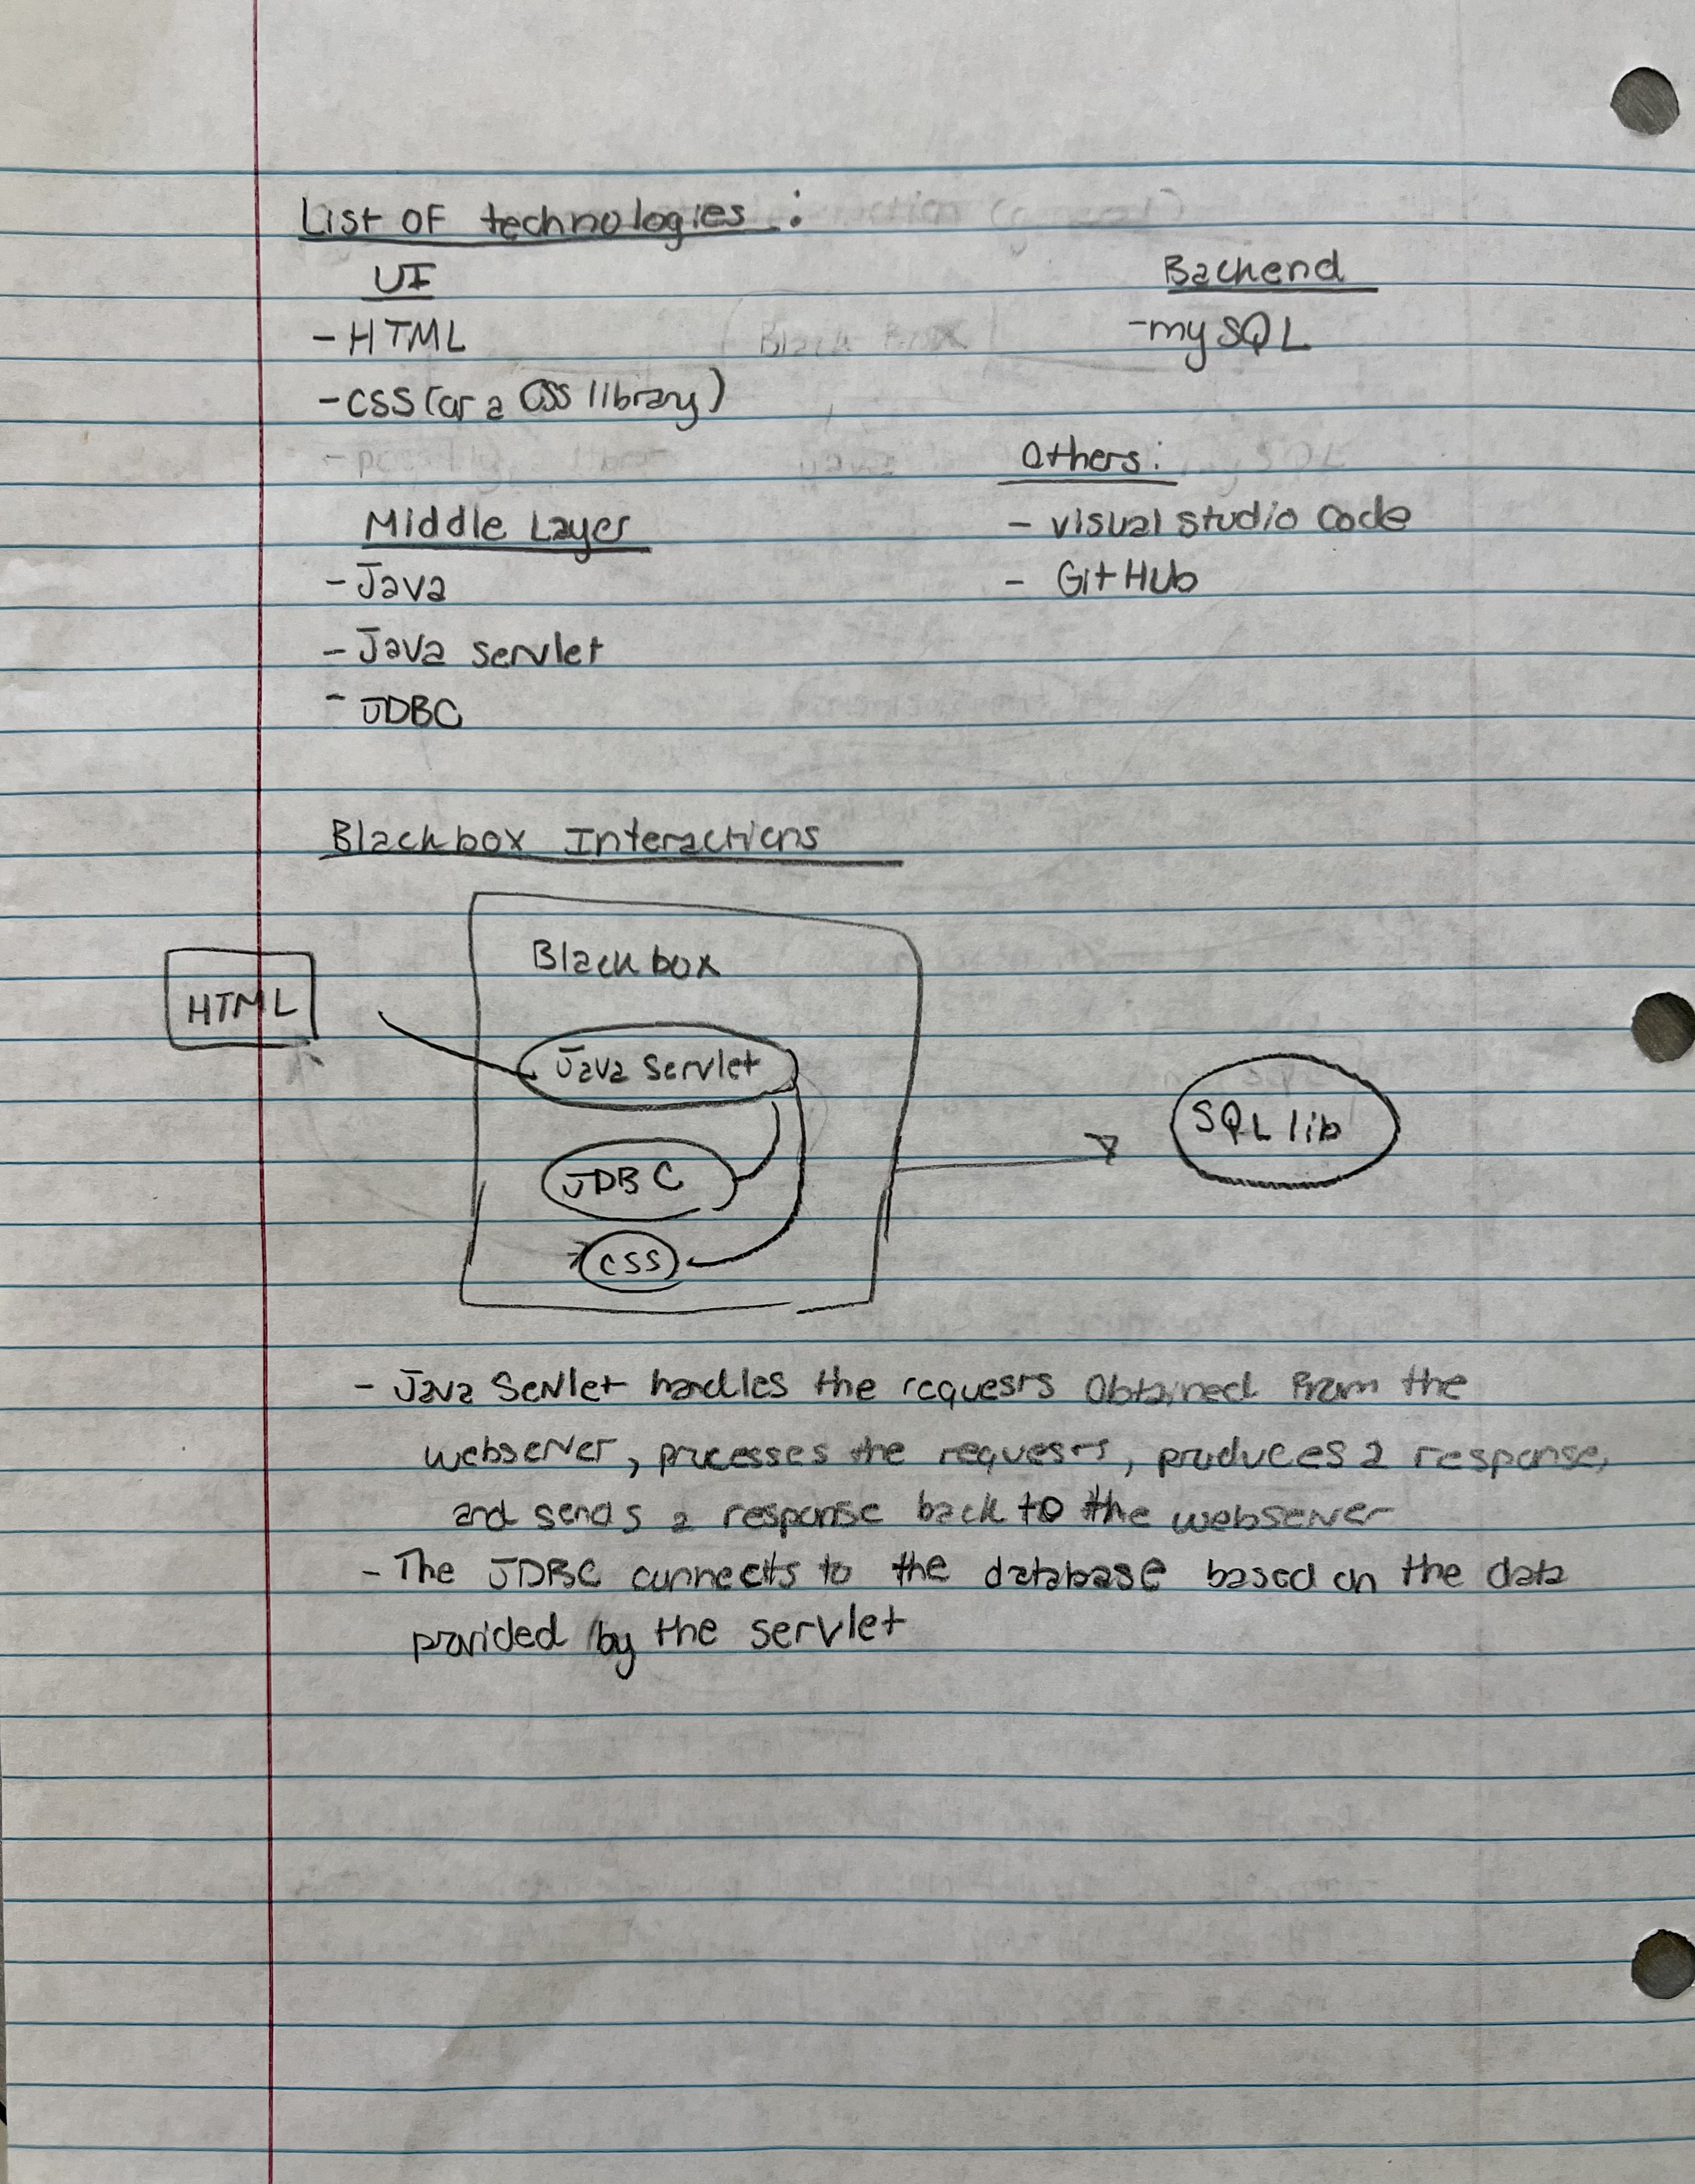 List OF technologies :
UI
- HTML
- CSS (or a CSS library)
Backend
- mySQL
Middle Layer
- Java
- Java servlet
- JDBC
Others:
- visual studio code
- GitHub
Blackbox Interactions
HTML
Blackbox
Java Servlet
JDBC
CSS
SQL lib
- Java Servlet handles the requests obtained from the
webserver, processes the requests, produces a response,
and sends a response back to the webserver
- The JDBC connects to the database based on the data
provided by the servlet